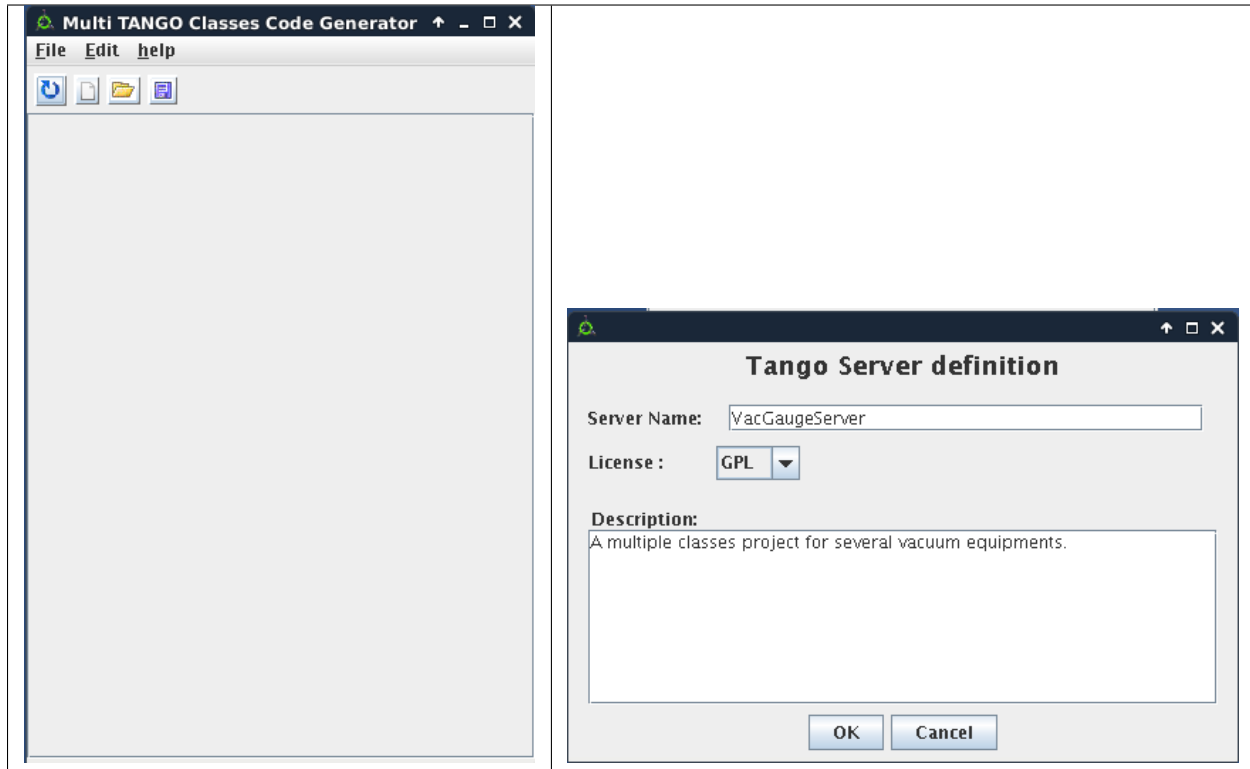 Multi TANGO Classes Code Generator
File Edit help
Tango Server definition
Server Name: VacGaugeServer
License : GPL
Description:
A multiple classes project for several vacuum equipments.
OK Cancel